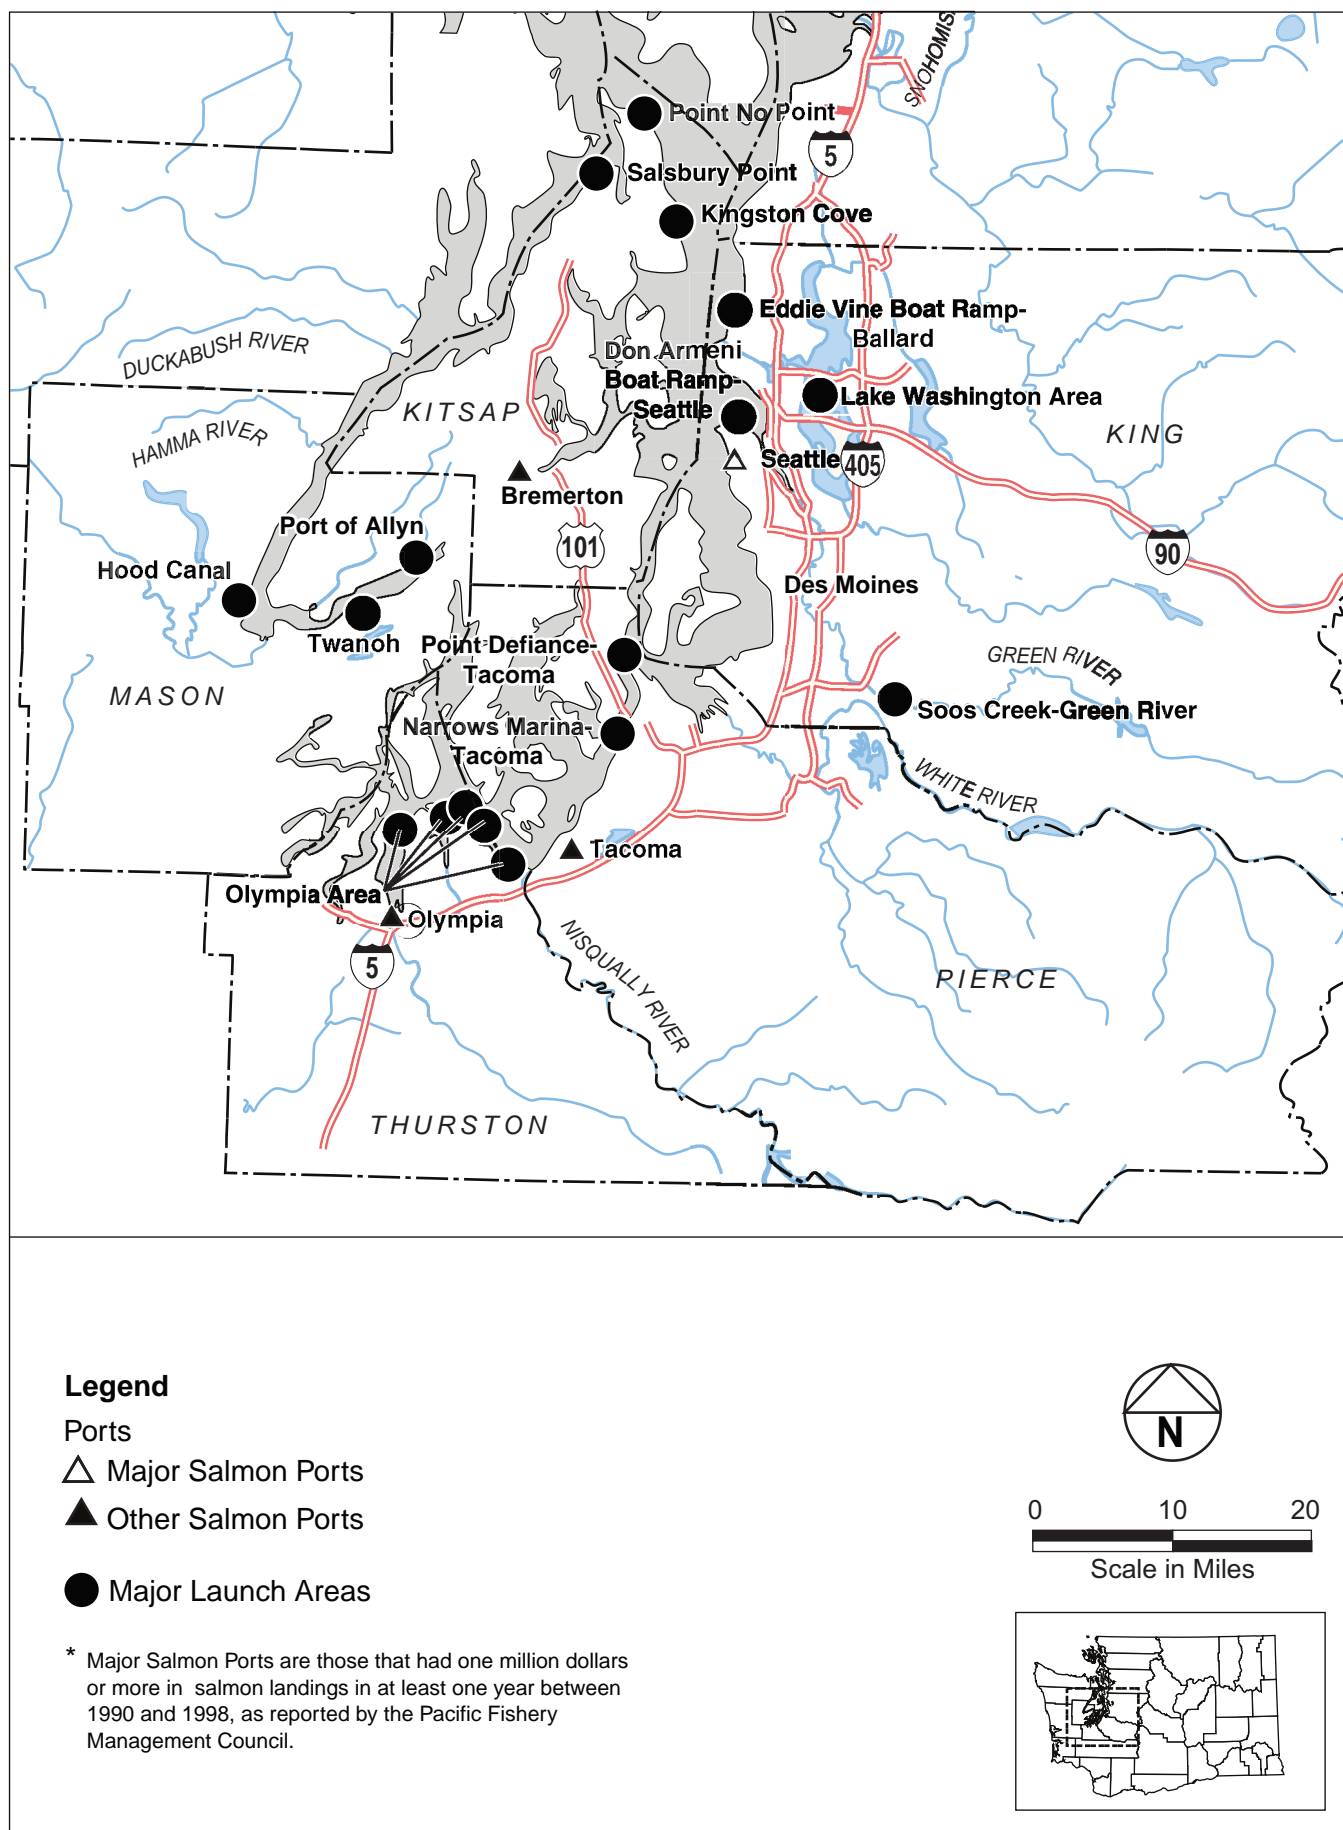 SNOHOMIS
Point No Point
5
Salsbury Point
Kingston Cove
Eddie Vine Boat Ramp-
Ballard
DUCKABUSH RIVER
Don Armeni
Boat Ramp-
Seattle
Lake Washington Area
KITSAP
HAMMA RIVER
KING
Seattle
405
Bremerton
Port of Allyn
101
90
Hood Canal
Des Moines
Twanoh
Point Defiance-
Tacoma
GREEN RIVER
MASON
Soos Creek-Green River
Narrows Marina-
Tacoma
WHITE RIVER
Tacoma
Olympia Area
Olympia
5
NISQUALLY RIVER
PIERCE
THURSTON
Legend
Ports
Major Salmon Ports
Other Salmon Ports
Major Launch Areas
* Major Salmon Ports are those that had one million dollars
or more in salmon landings in at least one year between
1990 and 1998, as reported by the Pacific Fishery
Management Council.
N
0 10 20
Scale in Miles